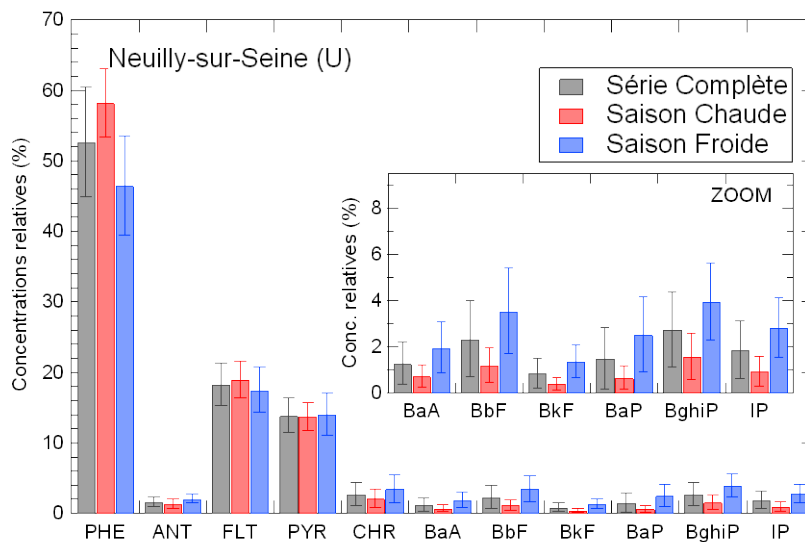 70
60
50
40
30
20
10
0
Concentrations relatives (%)
Neuilly-sur-Seine (U)
Série Complète
Saison Chaude
Saison Froide
ZOOM
8
6
4
2
0
Conc. relatives (%)
BaA BbF BkF BaP BghiP IP
PHE ANT FLT PYR CHR BaA BbF BkF BaP BghiP IP